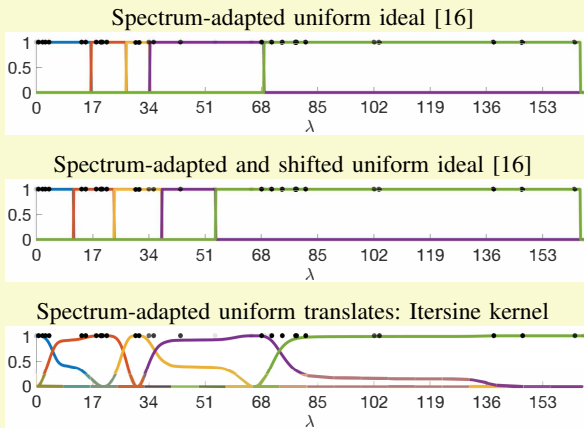 Spectrum-adapted uniform ideal [16]
1
0.5
0
0 17 34 51 68 85 102 119 136 153
λ
Spectrum-adapted and shifted uniform ideal [16]
1
0.5
0
0 17 34 51 68 85 102 119 136 153
λ
Spectrum-adapted uniform translates: Itersine kernel
1
0.5
0
0 17 34 51 68 85 102 119 136 153
λ